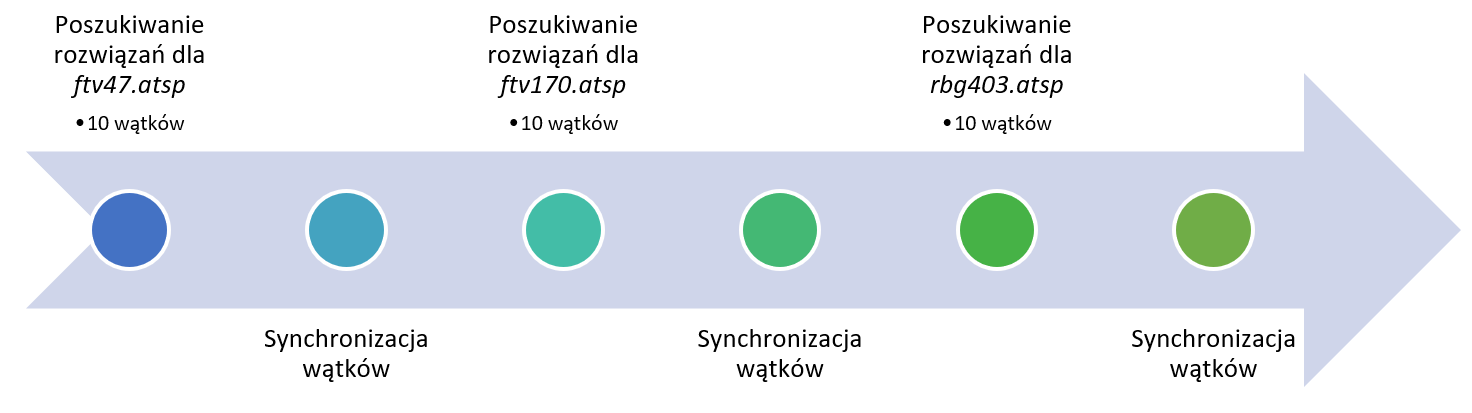 Poszukiwanie
rozwiązań dla
ftv47.atsp
•10 wątków
Synchronizacja
wątków
Poszukiwanie
rozwiązań dla
ftv170.atsp
•10 wątków
Synchronizacja
wątków
Poszukiwanie
rozwiązań dla
rbg403.atsp
•10 wątków
Synchronizacja
wątków